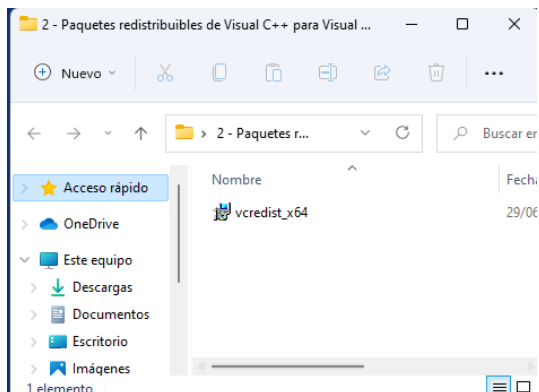 2 - Paquetes redistribuibles de Visual C++ para Visual ...
Nuevo
2 - Paquetes r...
Buscar en
Nombre
Fecha
Acceso rápido
vcredist_x64
29/06
OneDrive
Este equipo
Descargas
Documentos
Escritorio
Imágenes
1 elemento